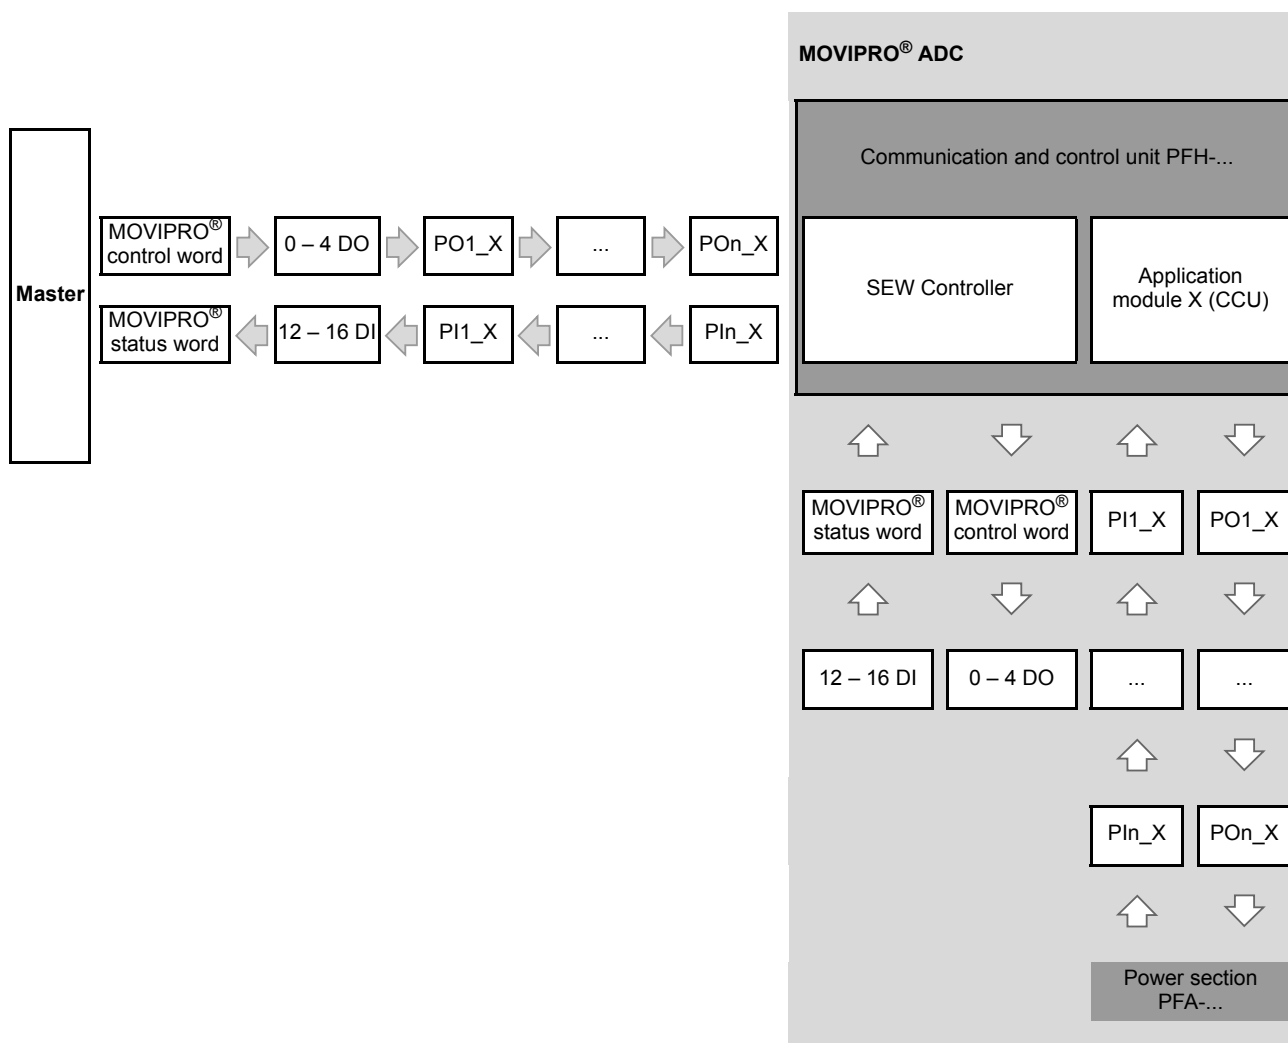 MOVIPRO® ADC
Communication and control unit PFH-...
Master
MOVIPRO®
control word
0 – 4 DO
PO1_X
...
POn_X
MOVIPRO®
status word
12 – 16 DI
PI1_X
...
PIn_X
SEW Controller
Application
module X (CCU)
MOVIPRO®
status word
MOVIPRO®
control word
PI1_X
PO1_X
12 – 16 DI
0 – 4 DO
...
...
PIn_X
POn_X
Power section
PFA-...